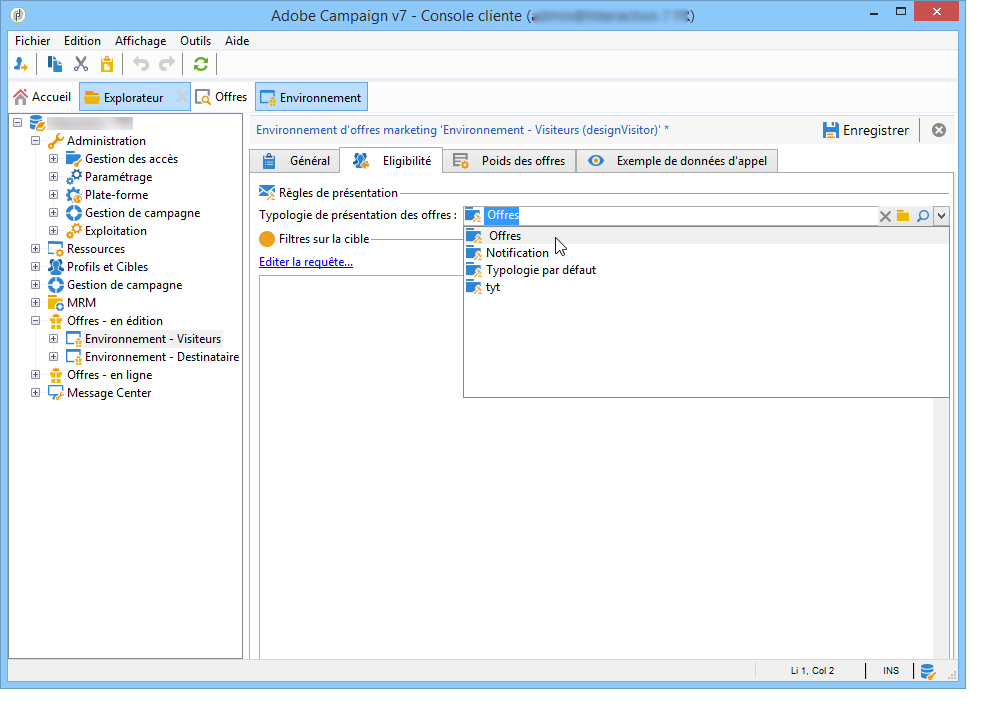 Adobe Campaign v7 - Console cliente (
Fichier Edition Affichage Outils Aide
Accueil Explorateur Offres Environnement
Administration
Gestion des accès
Paramétrage
Plate-forme
Gestion de campagne
Exploitation
Ressources
Profils et Cibles
Gestion de campagne
MRM
Offres - en édition
Environnement - Visiteurs
Environnement - Destinataire
Offres - en ligne
Message Center
Environnement d'offres marketing 'Environnement - Visiteurs (designVisitor)' * Enregistrer
Général Eligibilité Poids des offres Exemple de données d'appel
Règles de présentation
Typologie de présentation des offres : Offres
Offres
Notification
Typologie par défaut
tyt
Filtres sur la cible
Editer la requête...
Li 1, Col 2 INS